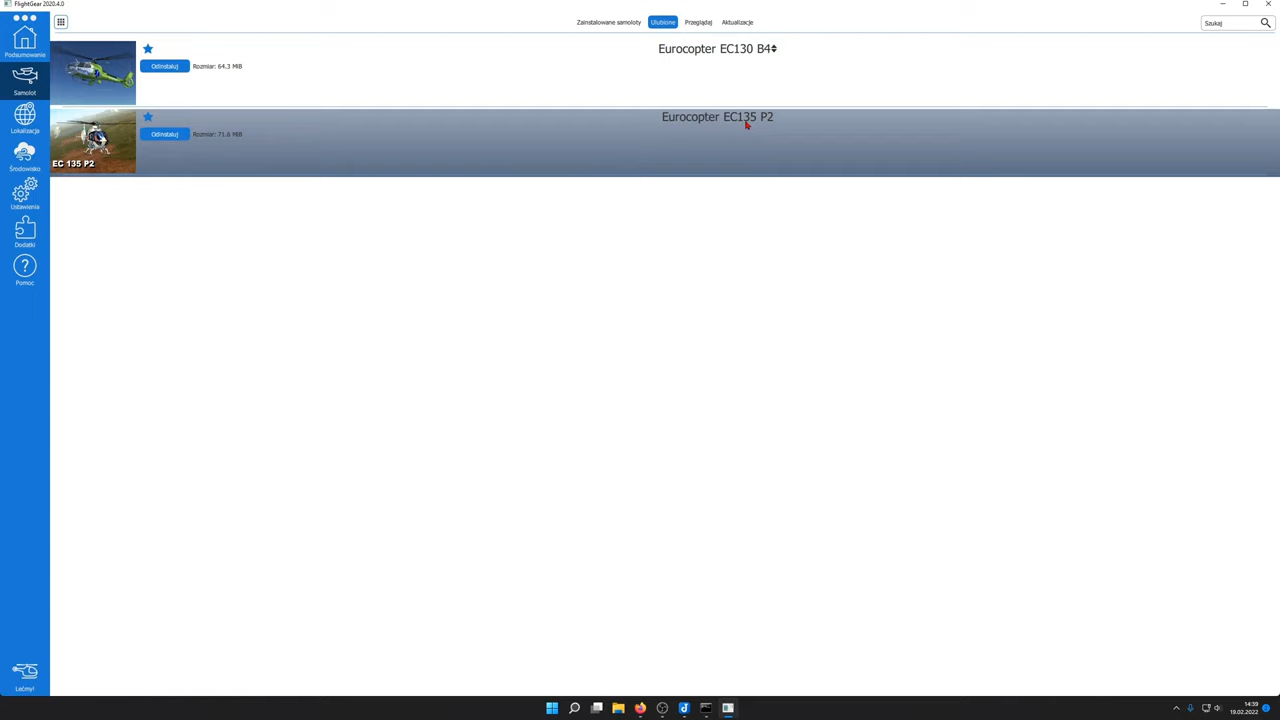 FlightGear 2020.4.0
Zainstalowane samoloty
Ulubione
Przeglądaj
Aktualizacje
Szukaj
Podsumowanie
Samolot
Lokalizacja
Środowisko
Ustawienia
Dodatki
Pomoc
Lećmy!
Eurocopter EC130 B4
Odinstaluj
Rozmiar: 64.3 MiB
Eurocopter EC135 P2
Odinstaluj
Rozmiar: 71.6 MiB
EC 135 P2
14:39
19.02.2022